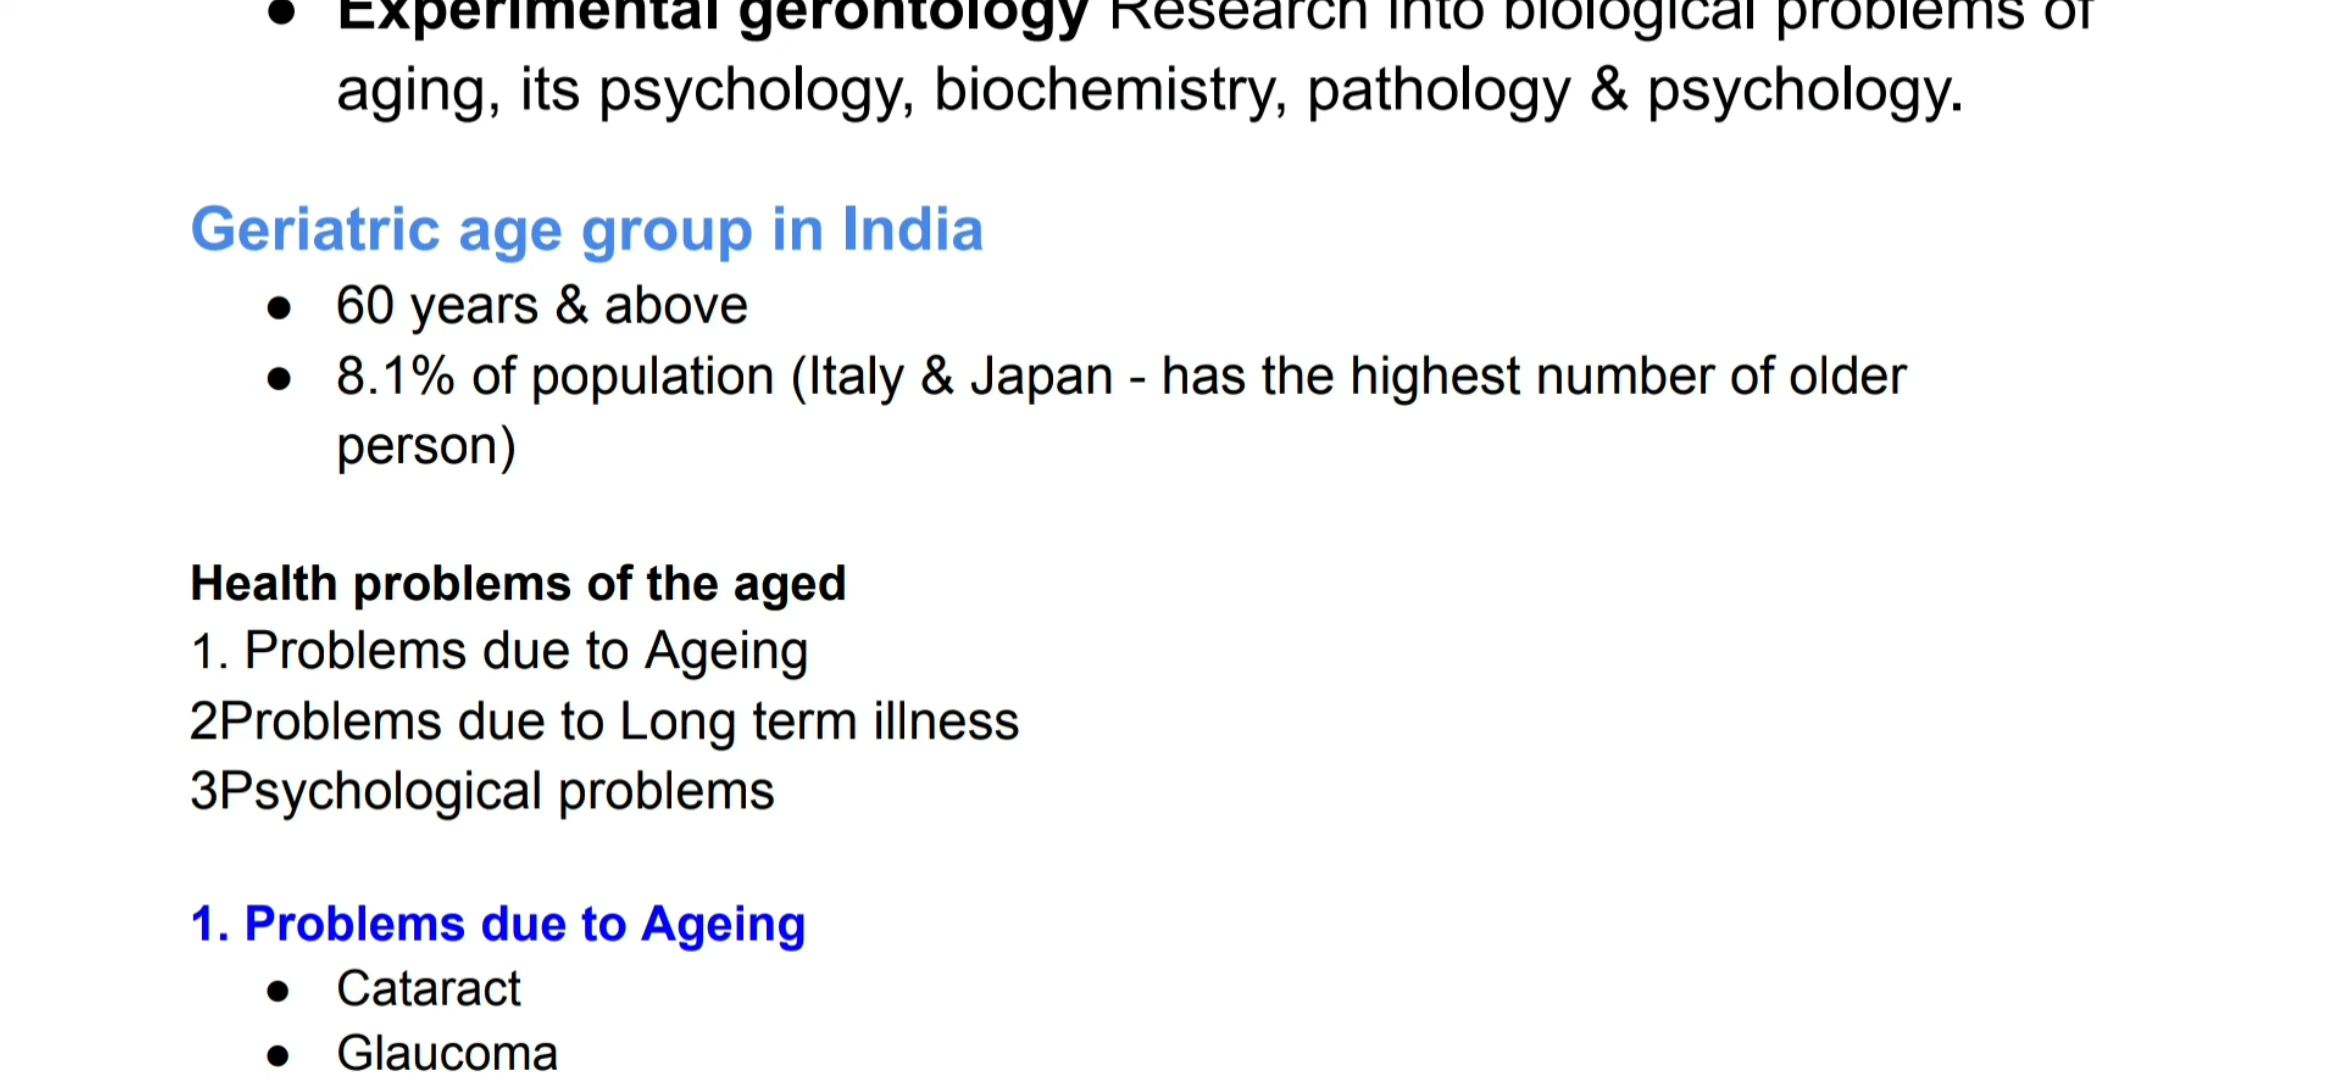 ● Experimental gerontology Research into biological problems of
aging, its psychology, biochemistry, pathology & psychology.
Geriatric age group in India
● 60 years & above
● 8.1% of population (Italy & Japan - has the highest number of older
person)
Health problems of the aged
1. Problems due to Ageing
2Problems due to Long term illness
3Psychological problems
1. Problems due to Ageing
● Cataract
● Glaucoma